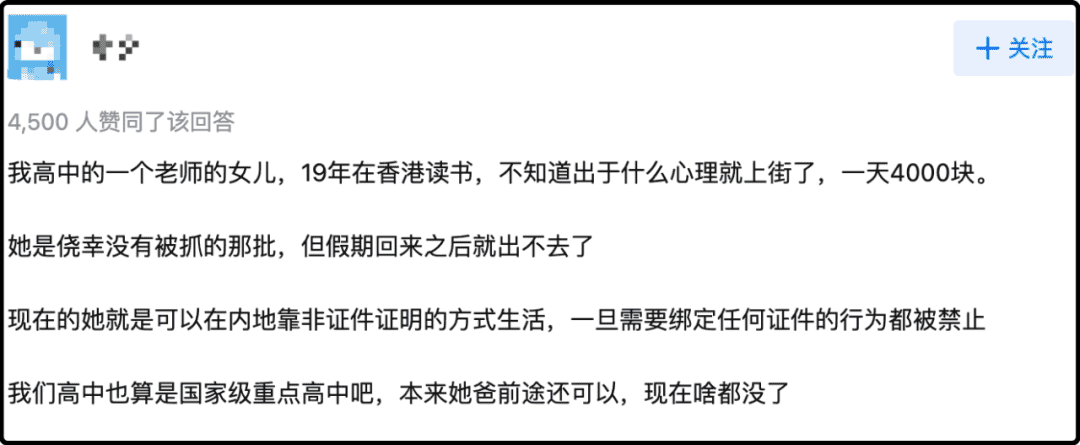 + 关注
4,500 人赞同了该回答
我高中的一个老师的女儿，19年在香港读书，不知道出于什么心理就上街了，一天4000块。
她是侥幸没有被抓的那批，但假期回来之后就出不去了
现在的她就是可以在内地靠非证件证明的方式生活，一旦需要绑定任何证件的行为都被禁止
我们高中也算是国家级重点高中吧，本来她爸前途还可以，现在啥都没了